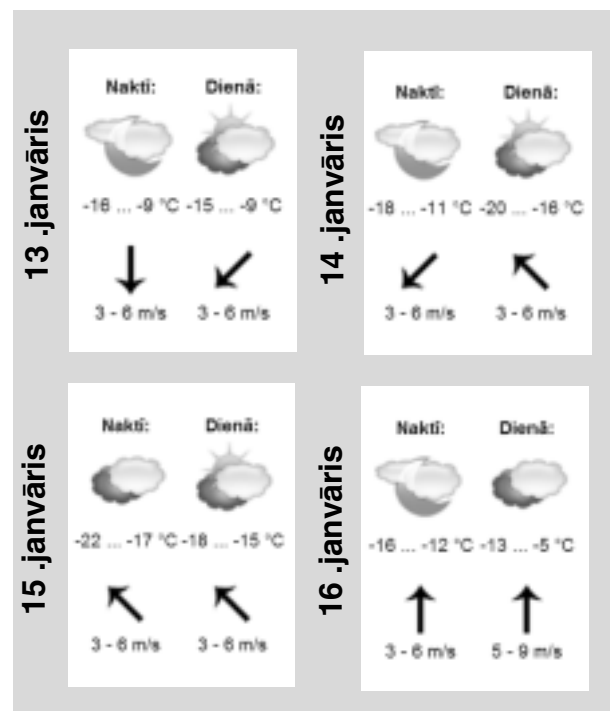 13 .janvāris
Naktī: Dienā:
-16 ... -9 °C -15 ... -9 °C
3 - 6 m/s 3 - 6 m/s
14 .janvāris
Naktī: Dienā:
-18 ... -11 °C -20 ... -16 °C
3 - 6 m/s 3 - 6 m/s
15 .janvāris
Naktī: Dienā:
-22 ... -17 °C -18 ... -15 °C
3 - 6 m/s 3 - 6 m/s
16 .janvāris
Naktī: Dienā:
-16 ... -12 °C -13 ... -5 °C
3 - 6 m/s 5 - 9 m/s